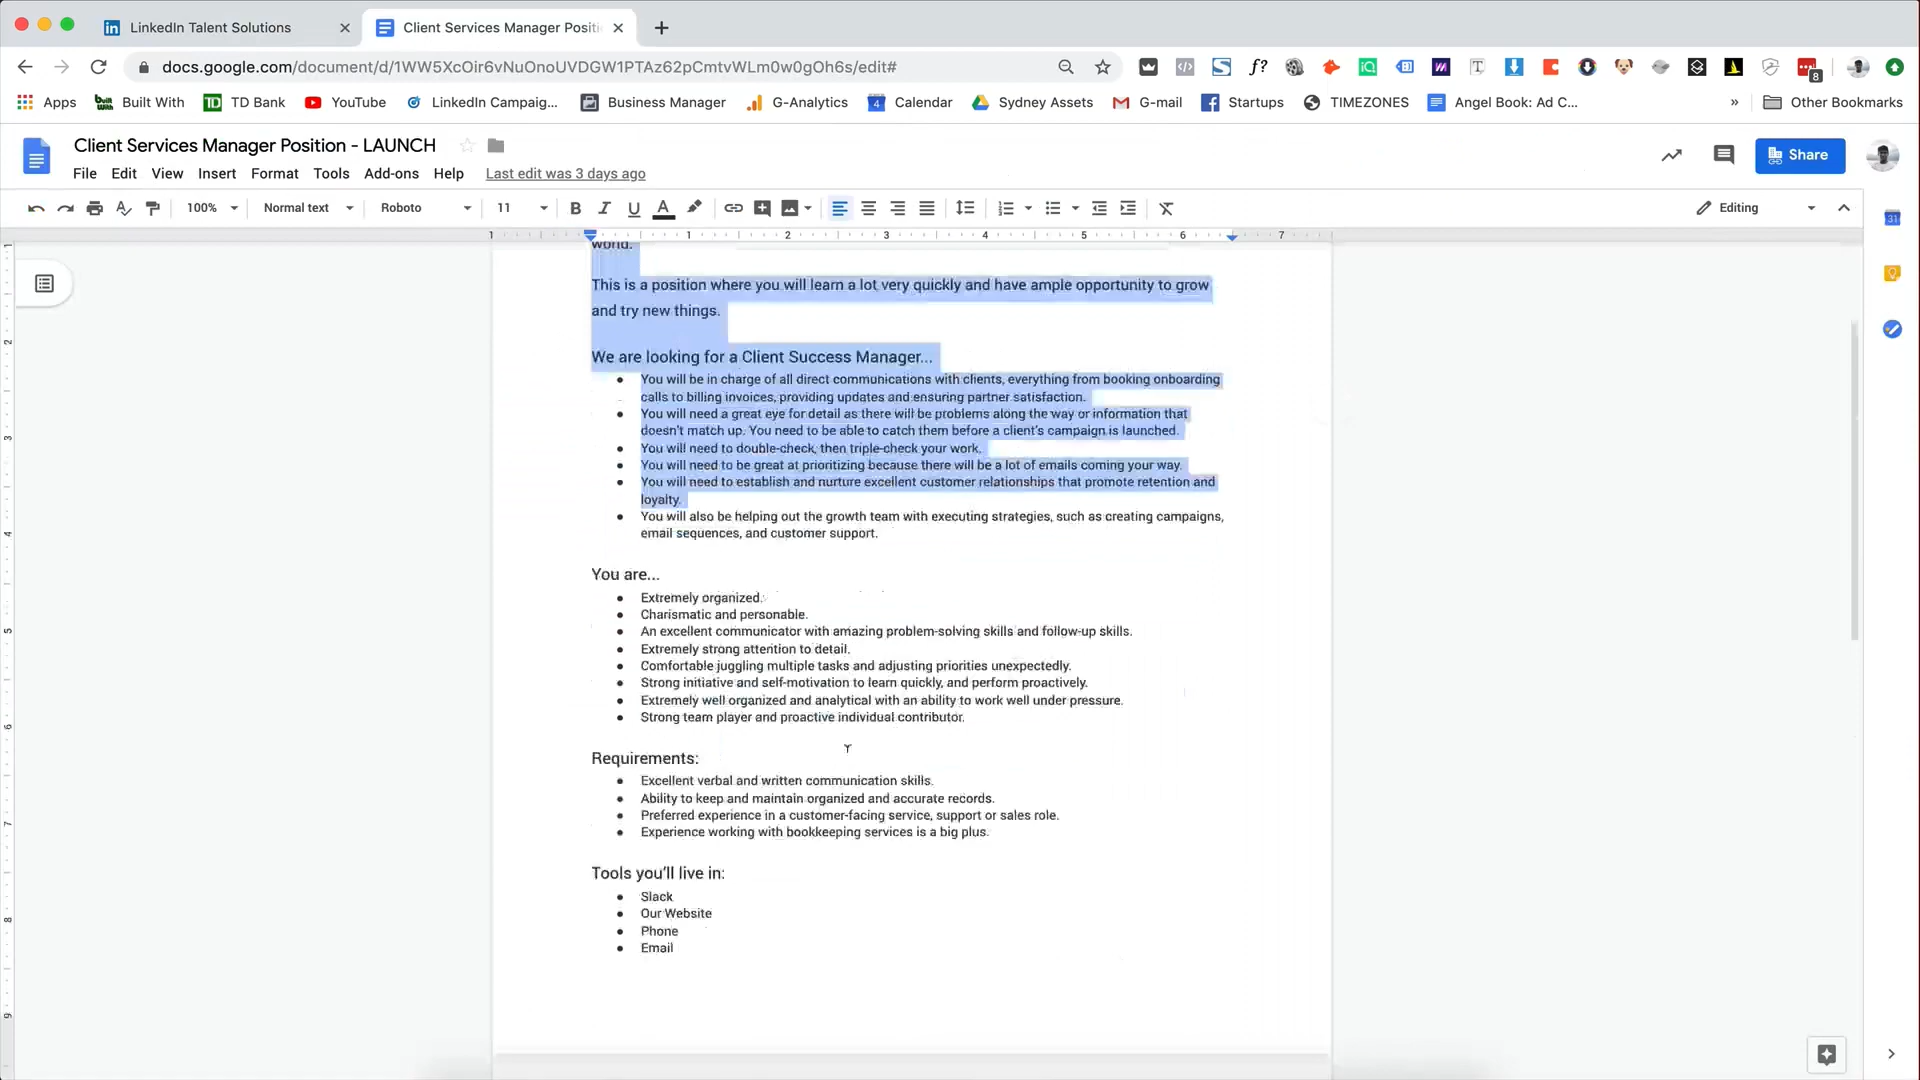 LinkedIn Talent Solutions
Client Services Manager Positi
docs.google.com/document/d/1WW5XcOir6vNuOnoUVDGW1PTAz62pCmtvWLm0w0gOh6s/edit#
Apps Built With TD Bank YouTube LinkedIn Campaig... Business Manager G-Analytics Calendar Sydney Assets G-mail Startups TIMEZONES Angel Book: Ad C... » Other Bookmarks
Client Services Manager Position - LAUNCH
Share
File Edit View Insert Format Tools Add-ons Help Last edit was 3 days ago
100% Normal text Roboto 11 Editing
1 1 2 3 4 5 6 7
world.
This is a position where you will learn a lot very quickly and have ample opportunity to grow
and try new things.
We are looking for a Client Success Manager...
● You will be in charge of all direct communications with clients, everything from booking onboarding
calls to billing invoices, providing updates and ensuring partner satisfaction.
● You will need a great eye for detail as there will be problems along the way or information that
doesn't match up. You need to be able to catch them before a client's campaign is launched.
● You will need to double-check, then triple-check your work.
● You will need to be great at prioritizing because there will be a lot of emails coming your way.
● You will need to establish and nurture excellent customer relationships that promote retention and
loyalty.
● You will also be helping out the growth team with executing strategies, such as creating campaigns,
email sequences, and customer support.
You are...
● Extremely organized.
● Charismatic and personable.
● An excellent communicator with amazing problem-solving skills and follow-up skills.
● Extremely strong attention to detail.
● Comfortable juggling multiple tasks and adjusting priorities unexpectedly.
● Strong initiative and self-motivation to learn quickly, and perform proactively.
● Extremely well organized and analytical with an ability to work well under pressure.
● Strong team player and proactive individual contributor.
Requirements:
● Excellent verbal and written communication skills.
● Ability to keep and maintain organized and accurate records.
● Preferred experience in a customer-facing service, support or sales role.
● Experience working with bookkeeping services is a big plus.
Tools you'll live in:
● Slack
● Our Website
● Phone
● Email